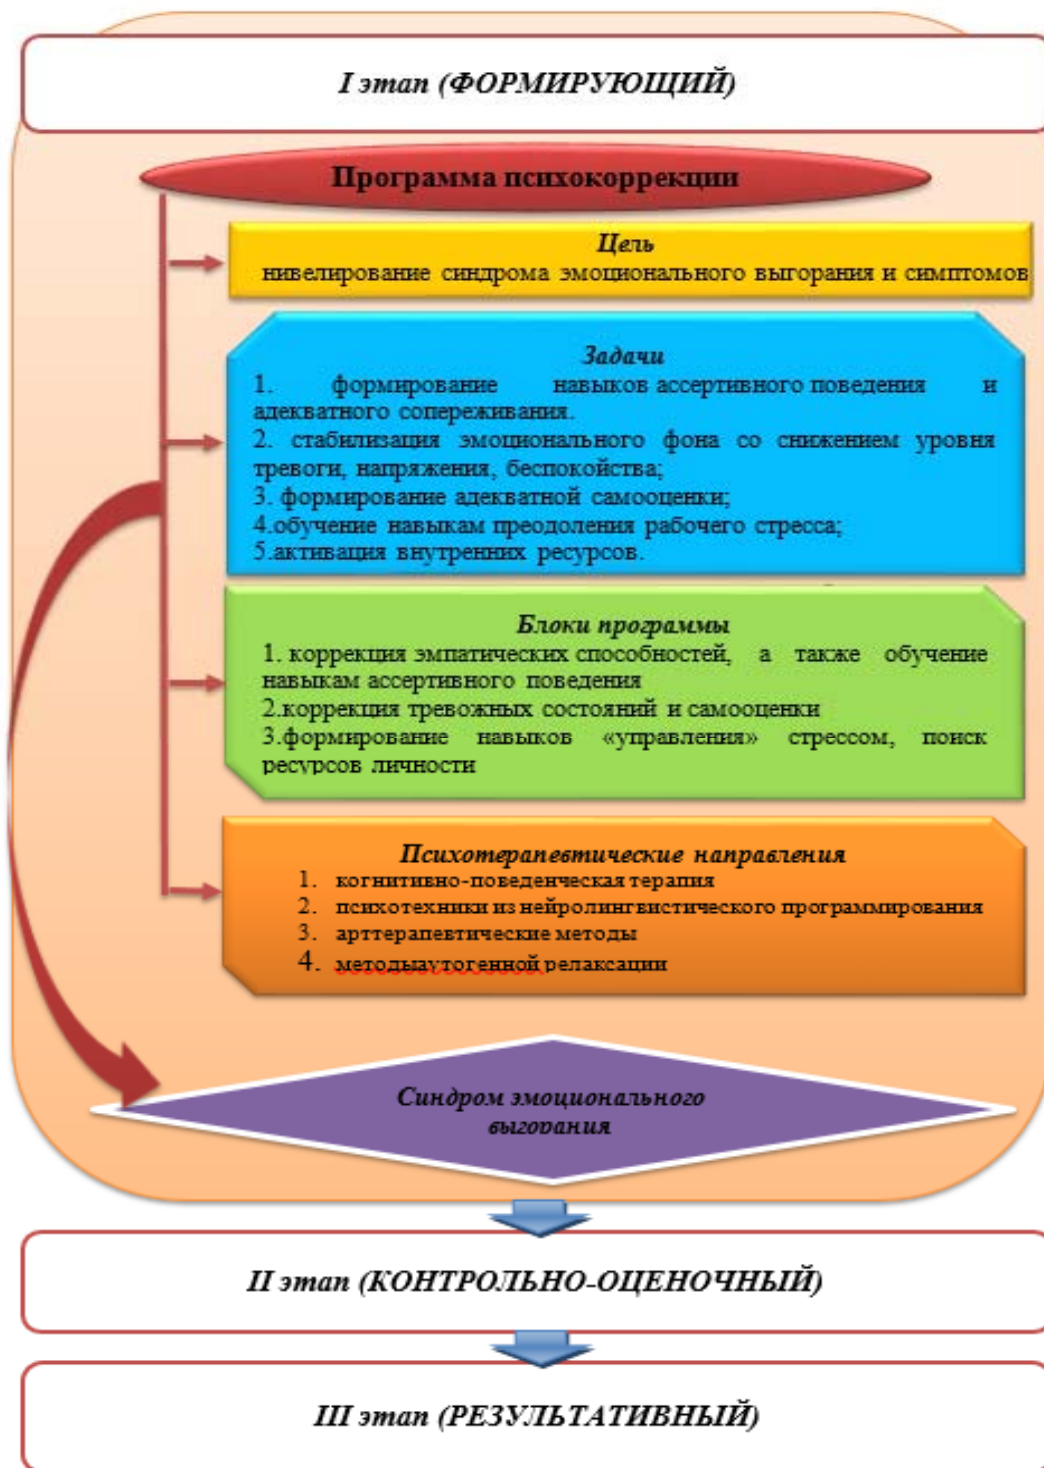 I этап (ФОРМИРУЮЩИЙ)
Программа психокоррекции
Цель
нивелирование синдрома эмоционального выгорания и симптомов
Задачи
1. формирование навыков ассертивного поведения и
адекватного сопереживания.
2. стабилизация эмоционального фона со снижением уровня
тревоги, напряжения, беспокойства;
3. формирование адекватной самооценки;
4.обучение навыкам преодоления рабочего стресса;
5.активация внутренних ресурсов.
Блоки программы
1. коррекция эмпатических способностей, а также обучение
навыкам ассертивного поведения
2.коррекция тревожных состояний и самооценки
3.формирование навыков «управления» стрессом, поиск
ресурсов личности
Психотерапевтические направления
1. когнитивно-поведенческая терапия
2. психотехники из нейролингвистического программирования
3. арттерапевтические методы
4. методыаутогенной релаксации
Синдром эмоционального
выгорания
II этап (КОНТРОЛЬНО-ОЦЕНОЧНЫЙ)
III этап (РЕЗУЛЬТАТИВНЫЙ)